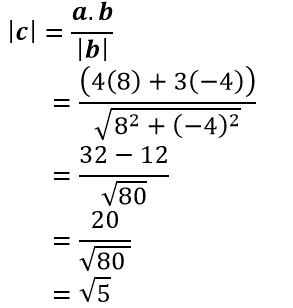 |c| = a.b / |b|
= (4(8) + 3(−4)) / √(8² + (−4)²)
= 32 − 12 / √80
= 20 / √80
= √5